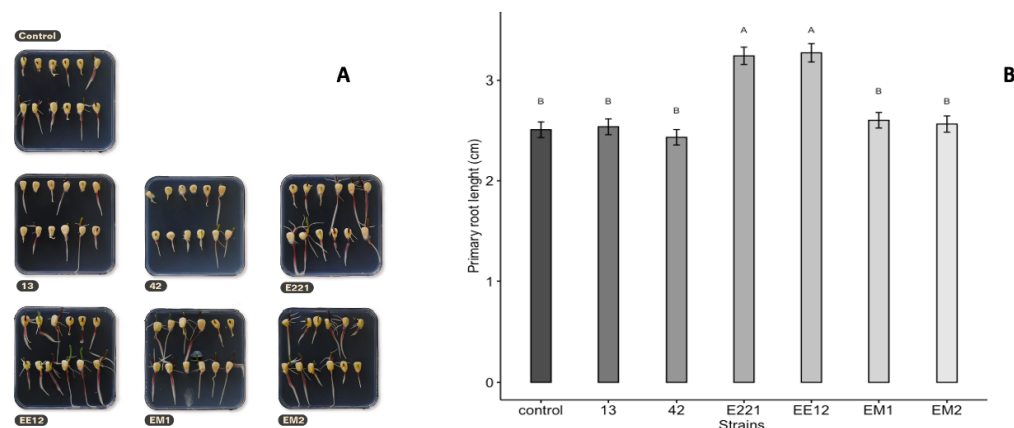 Control
A
13
42
E221
EE12
EM1
EM2
B
Primary root lenght (cm)
3
2
1
0
B
B
B
A
A
B
B
control 13 42 E221 EE12 EM1 EM2
Strains